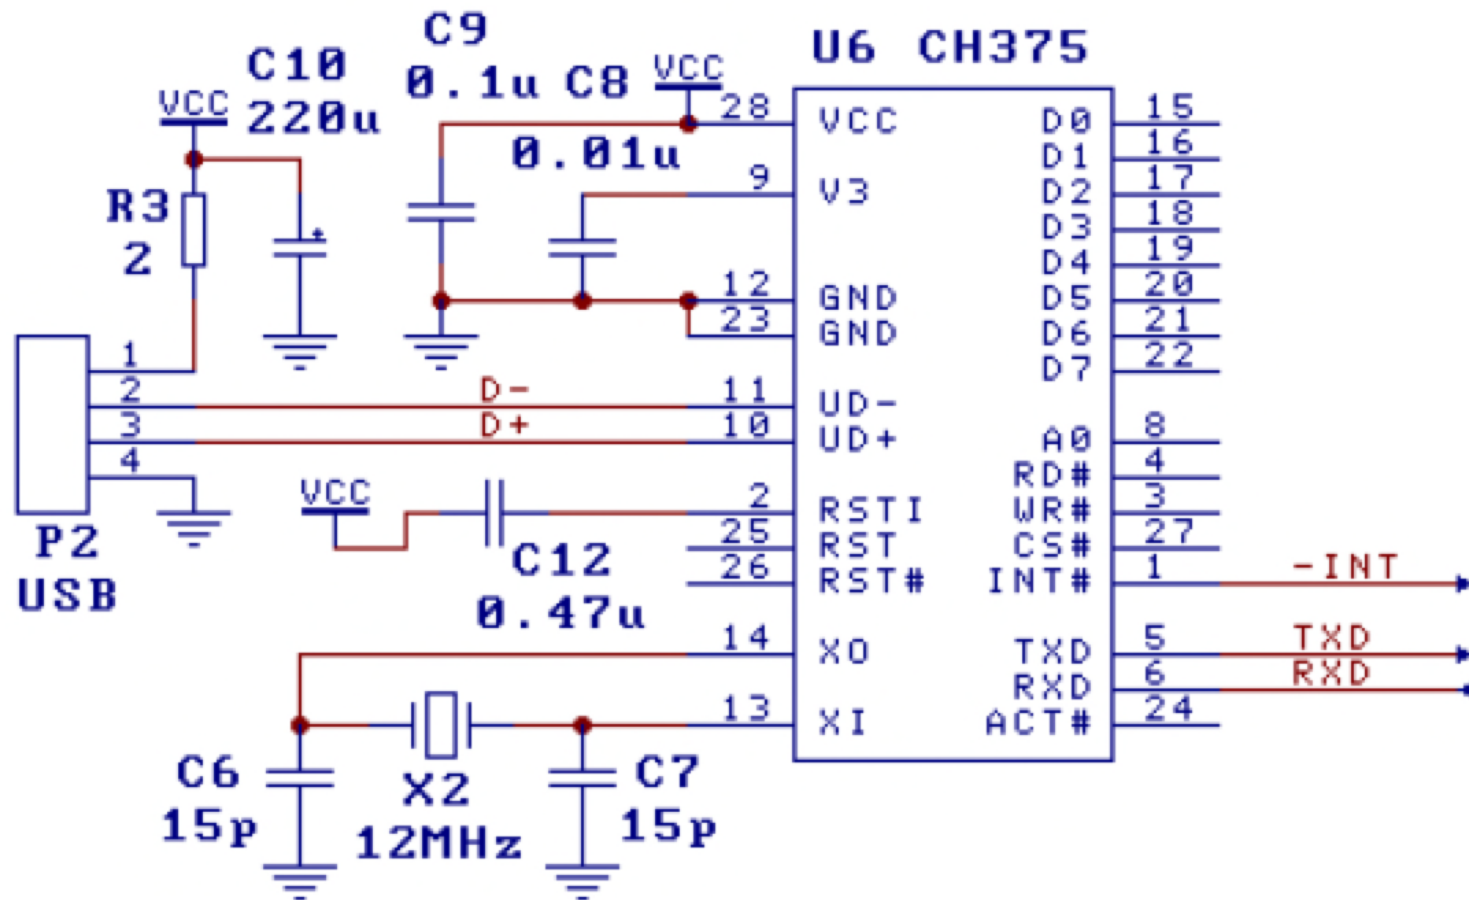 C9
0.1u
C8
0.01u
VCC
C10
220u
VCC
R3
2
U6 CH375
28 VCC
9 V3
12 GND
23 GND
11 UD-
10 UD+
2 RSTI
25 RST
26 RST#
14 XO
13 XI
D0 15
D1 16
D2 17
D3 18
D4 19
D5 20
D6 21
D7 22
A0 8
RD# 4
WR# 3
CS# 27
INT# 1 -INT
TXD 5 TXD
RXD 6 RXD
ACT# 24
1
2
3
4
D-
D+
P2
USB
VCC
C12
0.47u
C6
15p
X2
12MHz
C7
15p